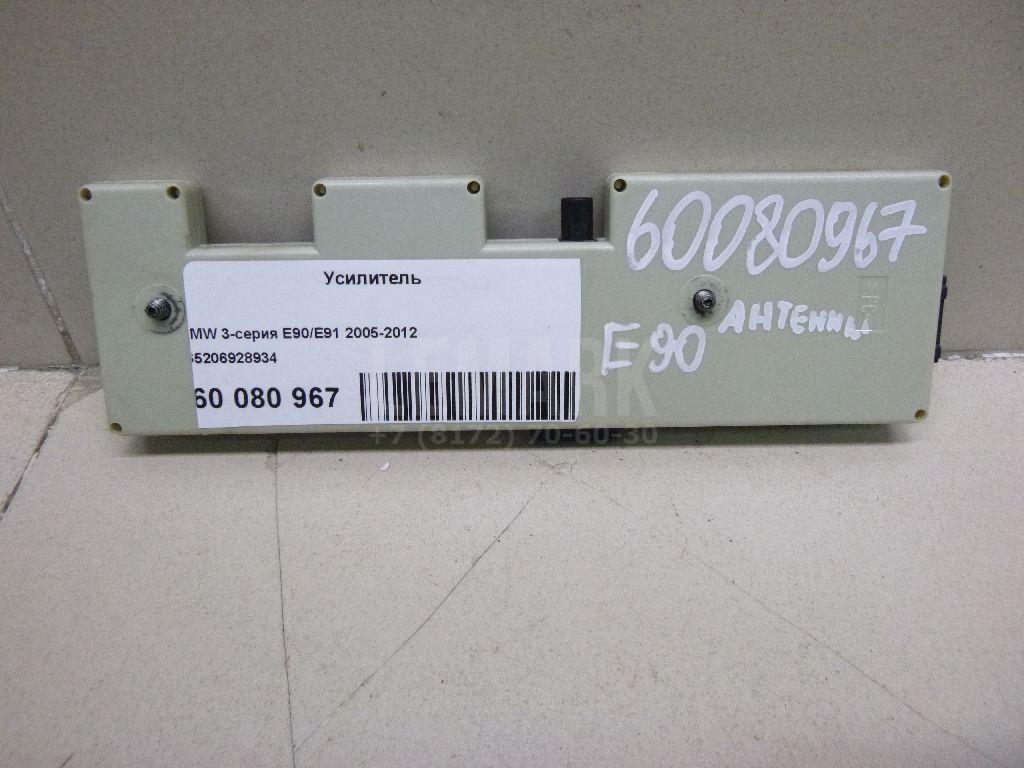 60080967
АНТЕННЫ
E90
Усилитель
MW 3-серия E90/E91 2005-2012
65206928934
60 080 967
LEMARK
+7 (8172) 70-60-30